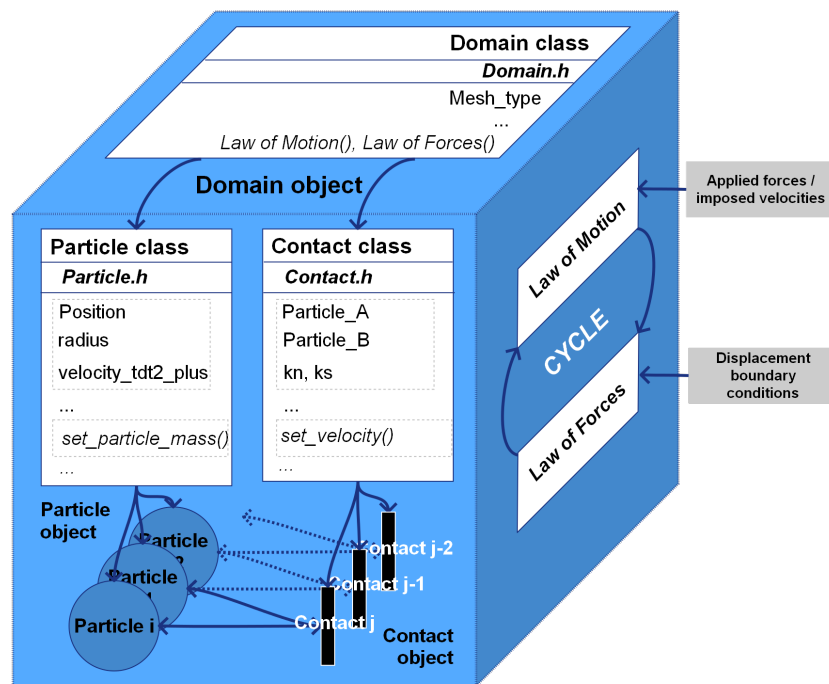 Domain class
Domain.h
Mesh_type
...
Law of Motion(), Law of Forces()
Domain object
Particle class
Particle.h
Position
radius
velocity_tdt2_plus
...
set_particle_mass()
...
Contact class
Contact.h
Particle_A
Particle_B
kn, ks
...
set_velocity()
...
Law of Motion
CYCLE
Law of Forces
Applied forces /
imposed velocities
Displacement
boundary
conditions
Particle
object
Particle
Particle
Particle i
Contact j-2
Contact j-1
Contact j
Contact
object